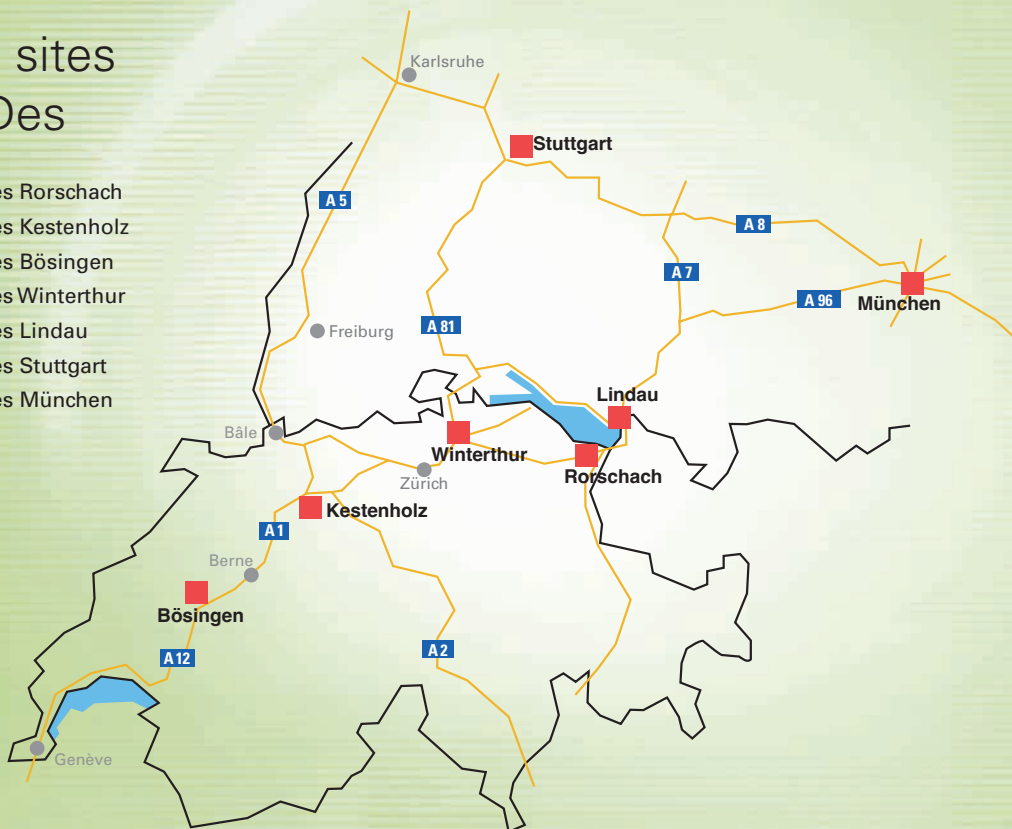 sites
Des
es Rorschach
es Kestenholz
es Bösingen
es Winterthur
es Lindau
es Stuttgart
es München
Karlsruhe
Stuttgart
A 5
A 8
A 7
A 96
München
A 81
Freiburg
Lindau
Bâle
Winterthur
Rorschach
Zürich
Kestenholz
A 1
Berne
Bösingen
A 2
A 12
Genève